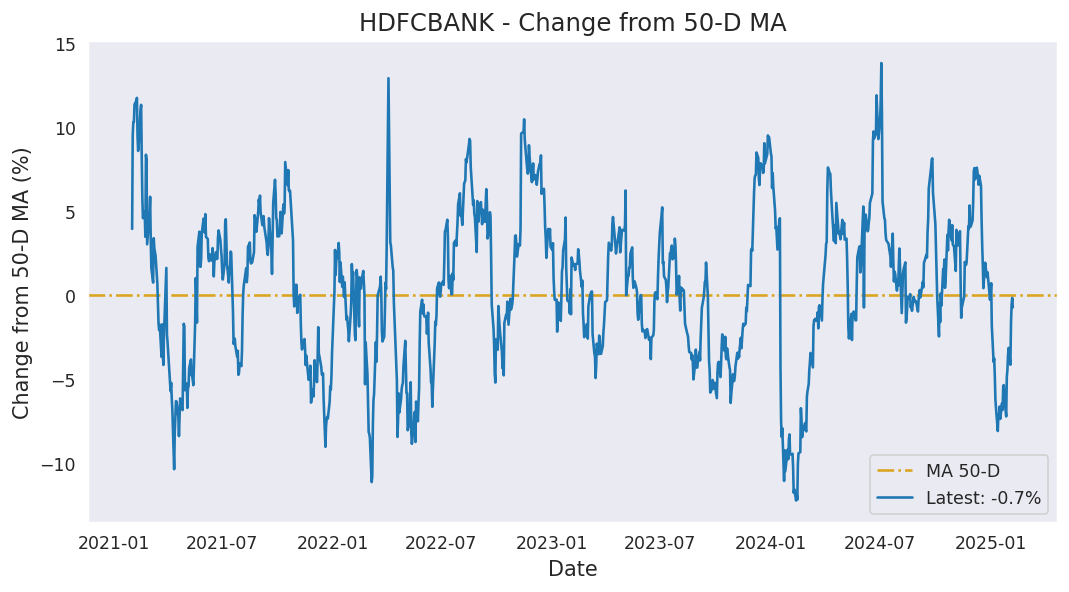 HDFCBANK - Change from 50-D MA
Change from 50-D MA (%)
15
10
5
0
−5
−10
MA 50-D
Latest: -0.7%
2021-01 2021-07 2022-01 2022-07 2023-01 2023-07 2024-01 2024-07 2025-01
Date